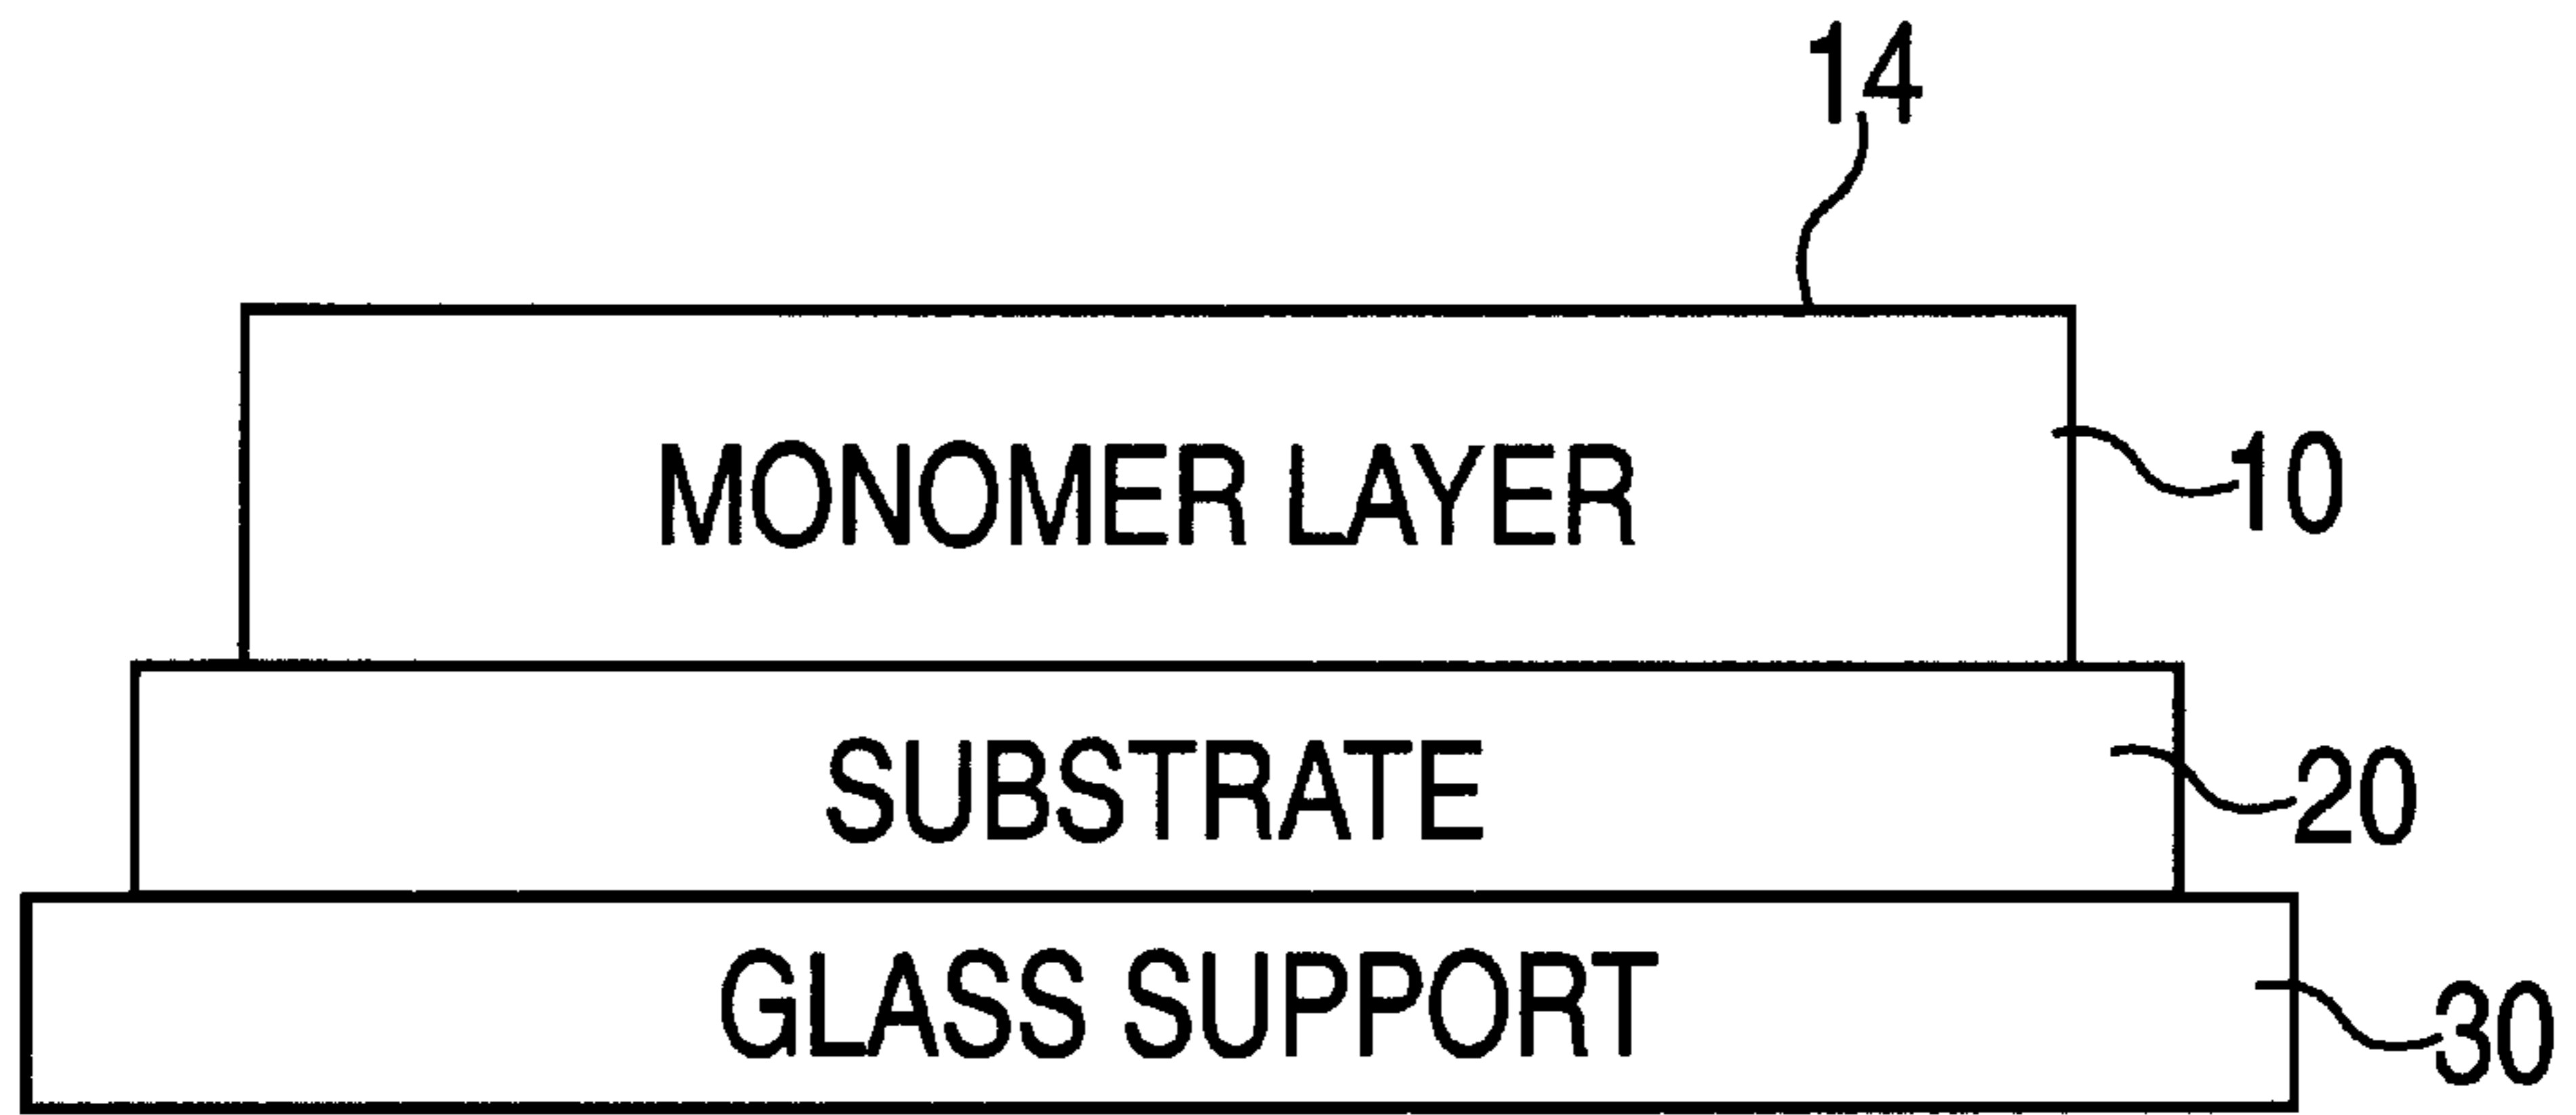 14
MONOMER LAYER
10
SUBSTRATE
20
GLASS SUPPORT
30